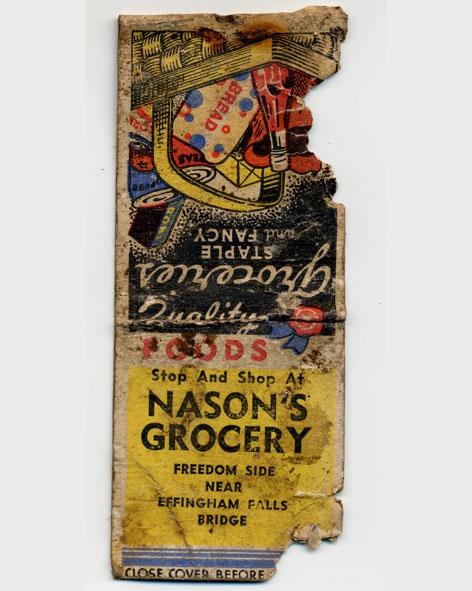 BREAD
Groceries
STAPLE
and FANCY
Quality
FOODS
Stop And Shop At
NASON'S
GROCERY
FREEDOM SIDE
NEAR
EFFINGHAM FALLS
BRIDGE
CLOSE COVER BEFORE